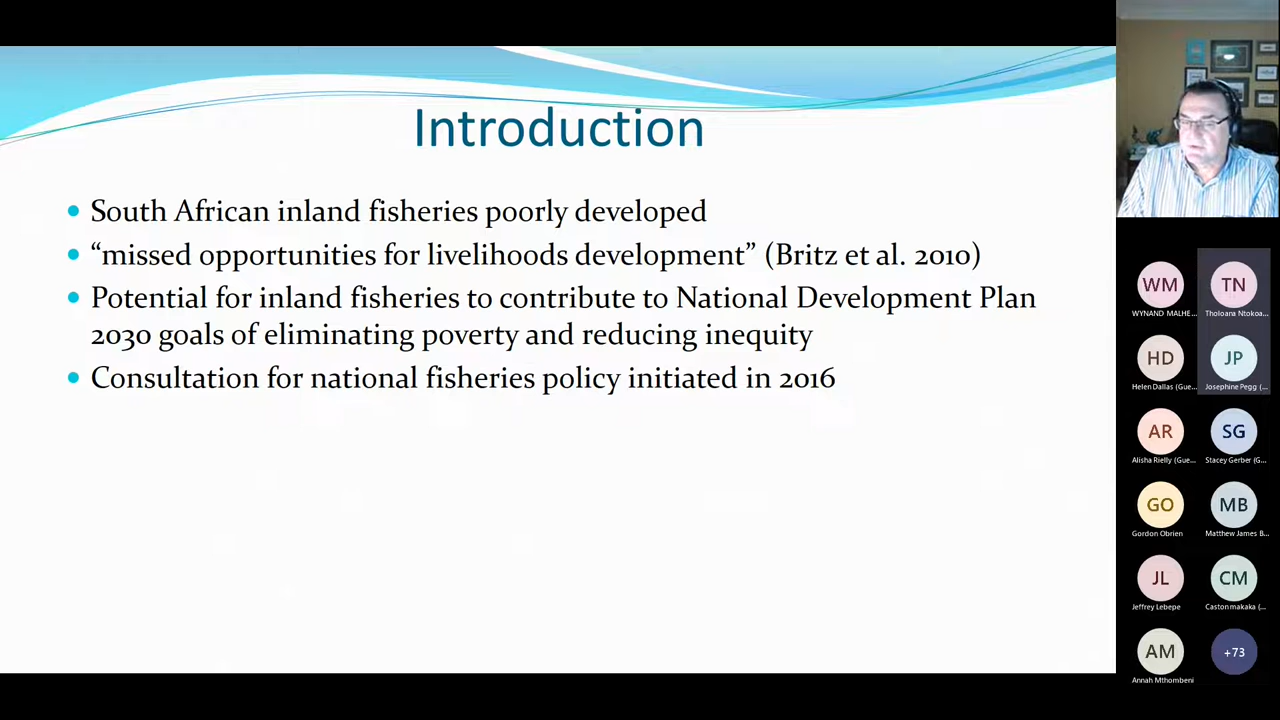 Introduction
South African inland fisheries poorly developed
“missed opportunities for livelihoods development” (Britz et al. 2010)
Potential for inland fisheries to contribute to National Development Plan
2030 goals of eliminating poverty and reducing inequity
Consultation for national fisheries policy initiated in 2016
WM
TN
WYNAND MALHE...
Tholoana Ntokoa...
HD
JP
Helen Dallas (Gue...
Josephine Pegg (...
AR
SG
Alisha Rielly (Gue...
Stacey Gerber (G...
GO
MB
Gordon Obrien
Matthew James B...
JL
CM
Jeffrey Lebepe
Caston makaka (...
AM
+73
Annah Mthombeni